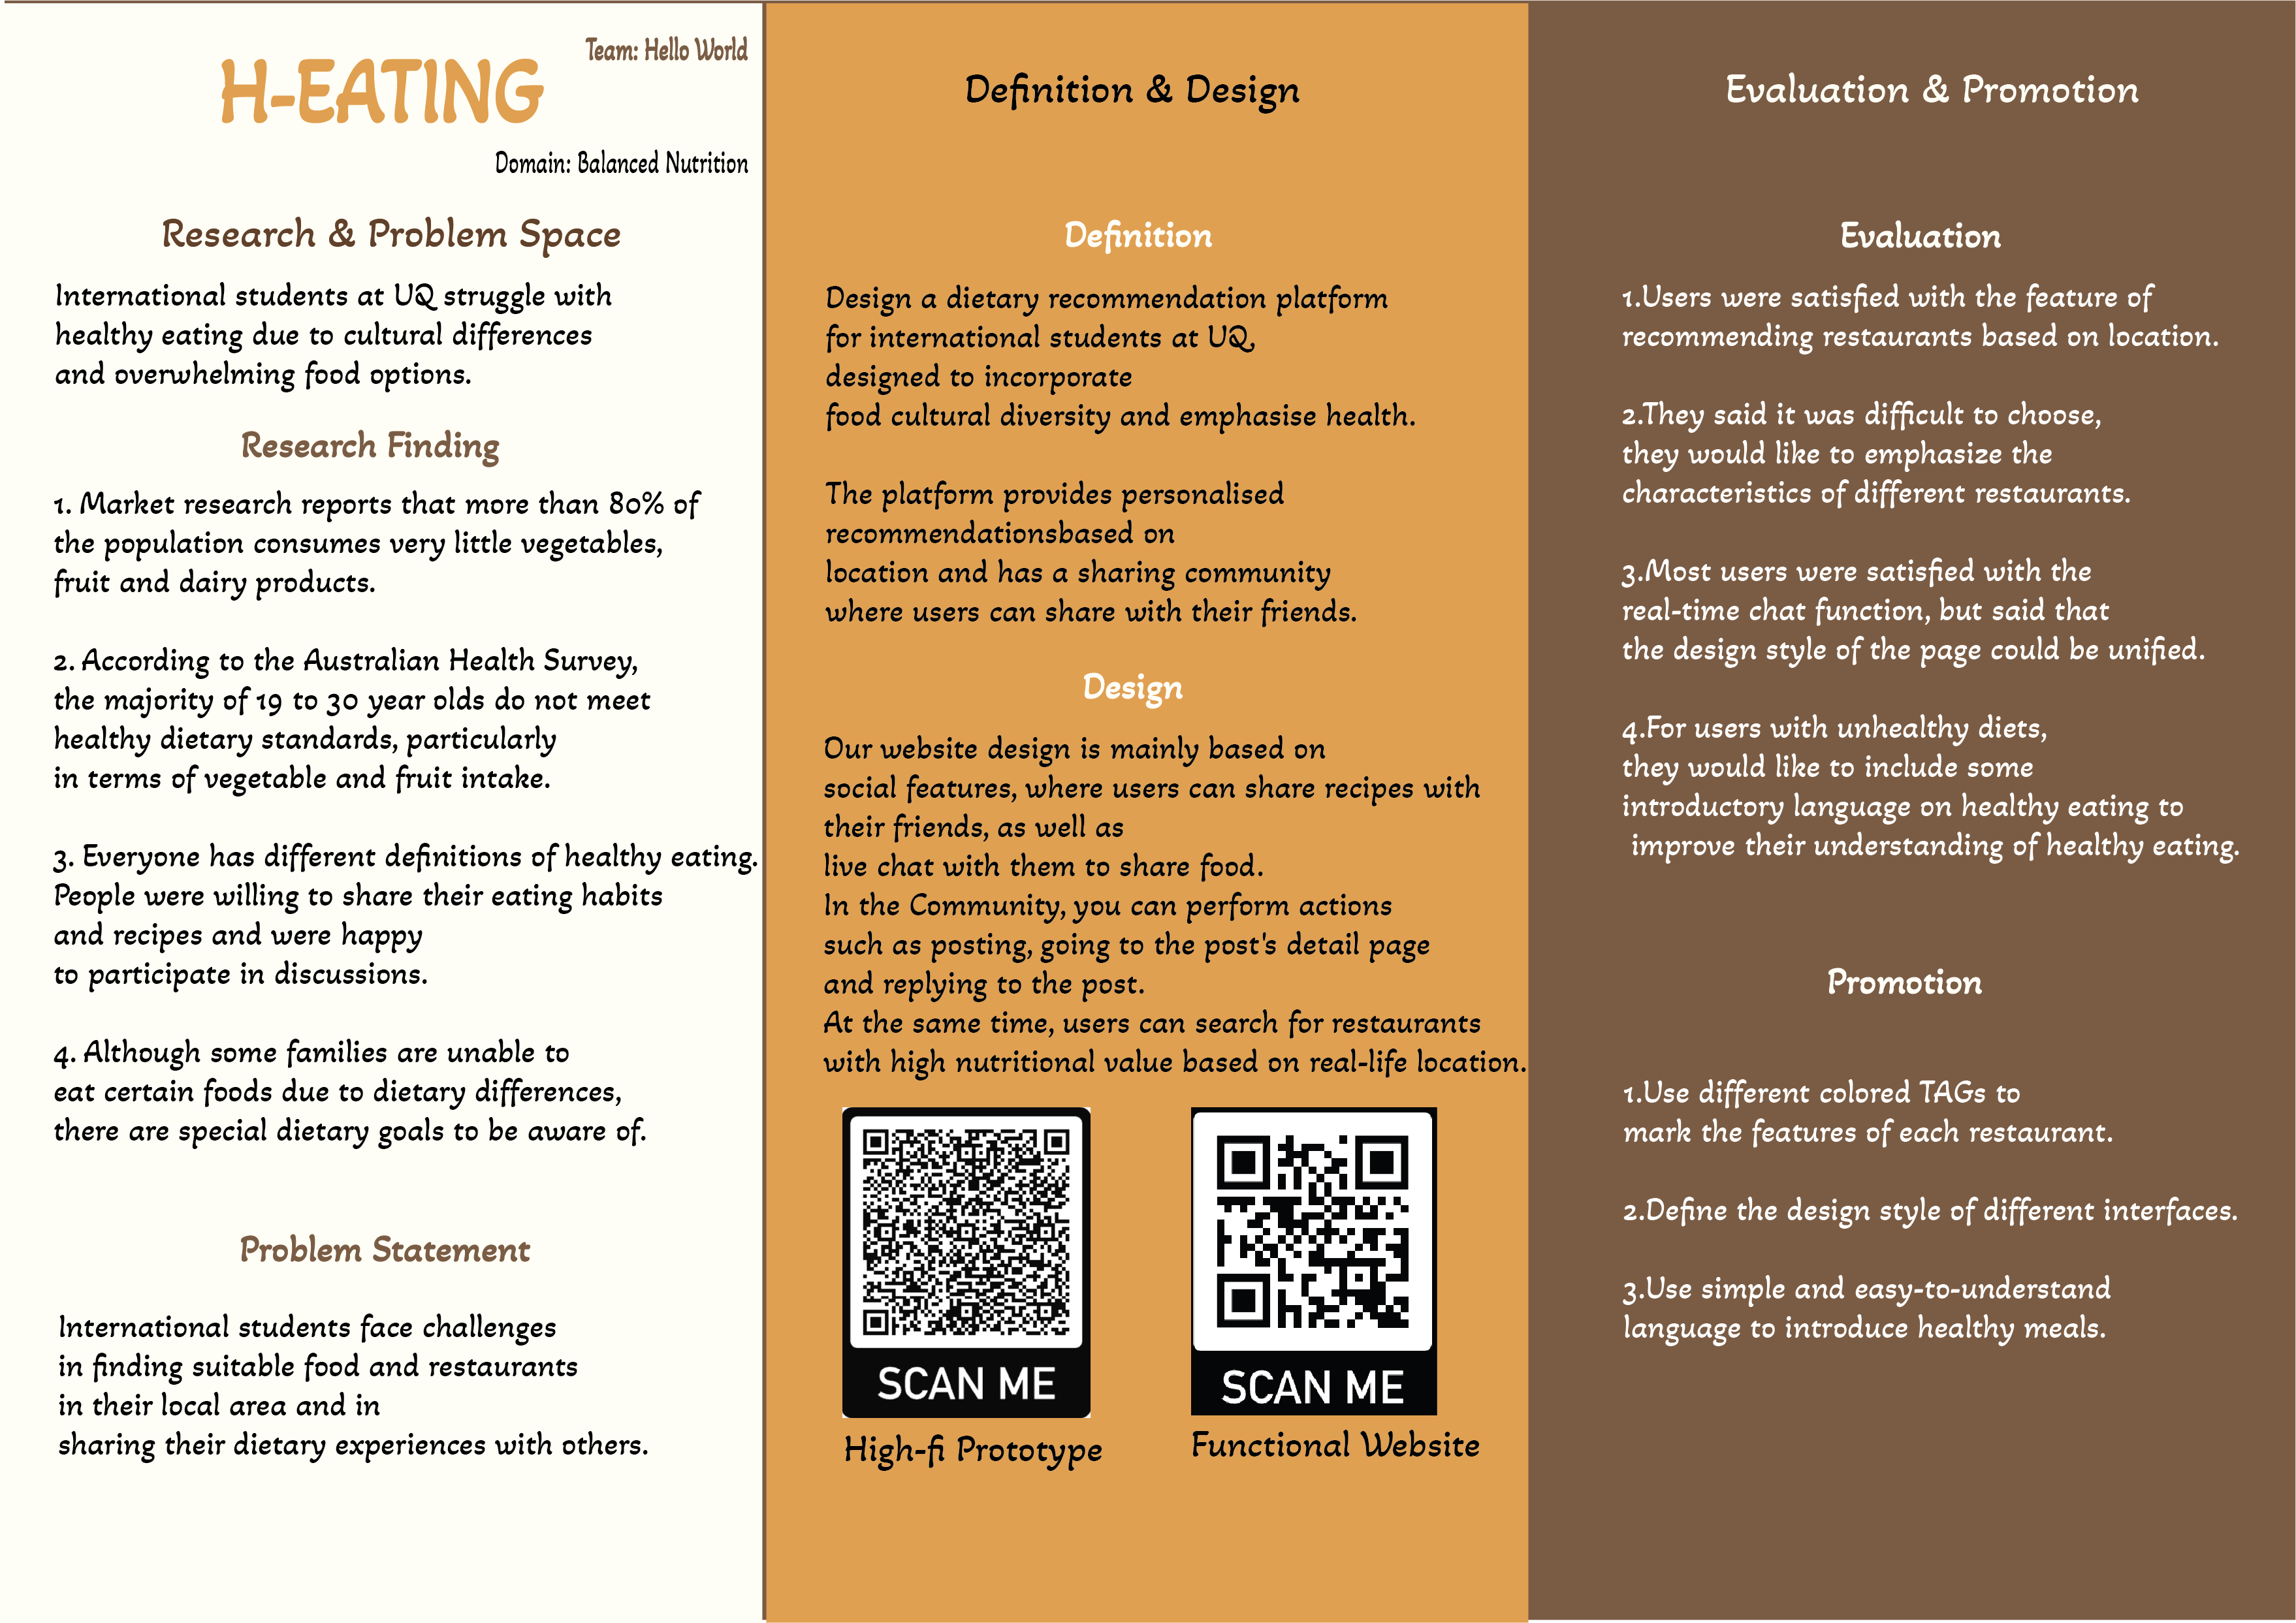 Team: Hello World
H-EATING
Domain: Balanced Nutrition
Research & Problem Space
International students at UQ struggle with
healthy eating due to cultural differences
and overwhelming food options.
Research Finding
1. Market research reports that more than 80% of
the population consumes very little vegetables,
fruit and dairy products.
2. According to the Australian Health Survey,
the majority of 19 to 30 year olds do not meet
healthy dietary standards, particularly
in terms of vegetable and fruit intake.
3. Everyone has different definitions of healthy eating.
People were willing to share their eating habits
and recipes and were happy
to participate in discussions.
4. Although some families are unable to
eat certain foods due to dietary differences,
there are special dietary goals to be aware of.
Problem Statement
International students face challenges
in finding suitable food and restaurants
in their local area and in
sharing their dietary experiences with others.
Definition & Design
Definition
Design a dietary recommendation platform
for international students at UQ,
designed to incorporate
food cultural diversity and emphasise health.
The platform provides personalised
recommendationsbased on
location and has a sharing community
where users can share with their friends.
Design
Our website design is mainly based on
social features, where users can share recipes with
their friends, as well as
live chat with them to share food.
In the Community, you can perform actions
such as posting, going to the post's detail page
and replying to the post.
At the same time, users can search for restaurants
with high nutritional value based on real-life location.
SCAN ME
High-fi Prototype
SCAN ME
Functional Website
Evaluation & Promotion
Evaluation
1.Users were satisfied with the feature of
recommending restaurants based on location.
2.They said it was difficult to choose,
they would like to emphasize the
characteristics of different restaurants.
3.Most users were satisfied with the
real-time chat function, but said that
the design style of the page could be unified.
4.For users with unhealthy diets,
they would like to include some
introductory language on healthy eating to
improve their understanding of healthy eating.
Promotion
1.Use different colored TAGs to
mark the features of each restaurant.
2.Define the design style of different interfaces.
3.Use simple and easy-to-understand
language to introduce healthy meals.